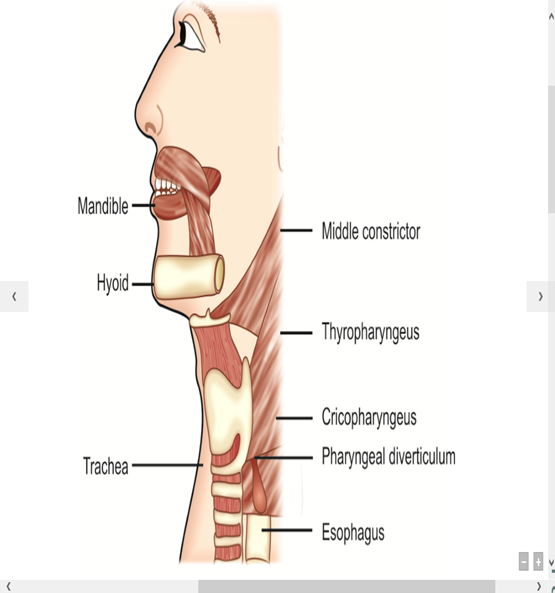 Mandible
Middle constrictor
Hyoid
Thyropharyngeus
Cricopharyngeus
Pharyngeal diverticulum
Trachea
Esophagus